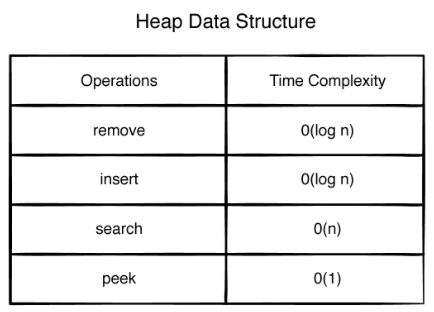 Heap Data Structure
Operations Time Complexity
remove 0(log n)
insert 0(log n)
search 0(n)
peek 0(1)